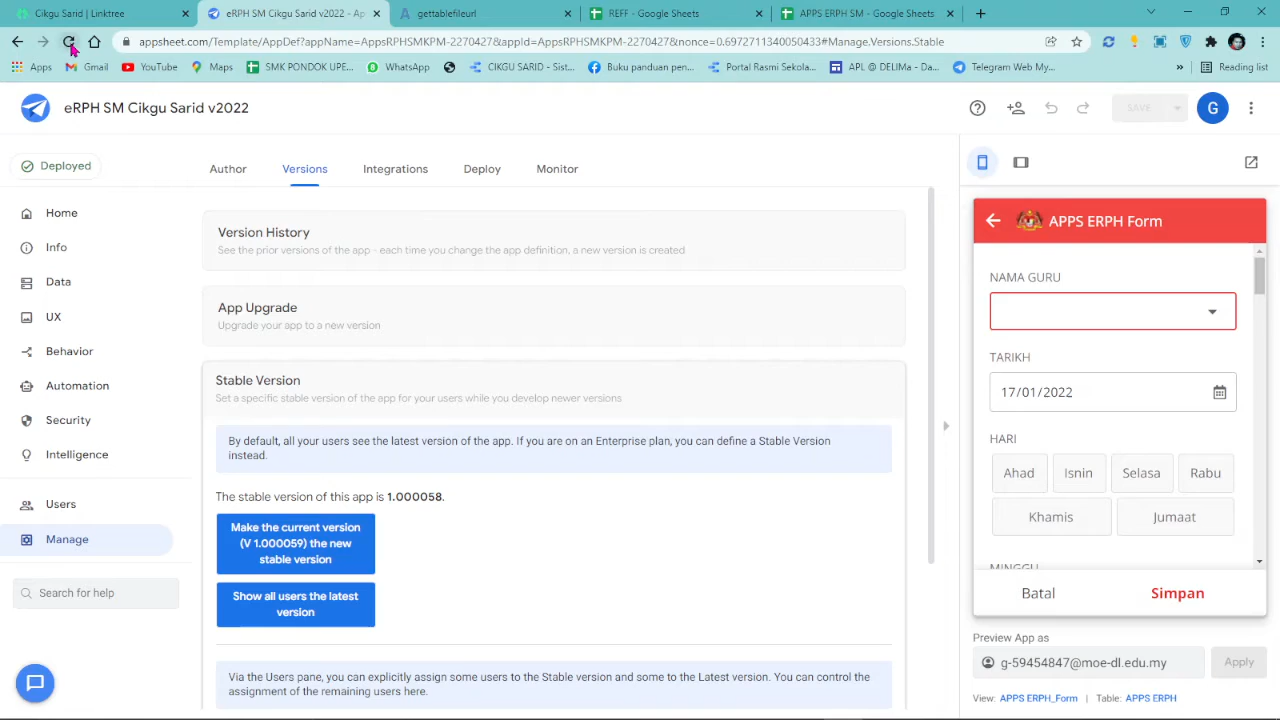 Cikgu Sarid | Linktree
eRPH SM Cikgu Sarid v2022 - Ap
gettablefileurl
REFF - Google Sheets
APPS ERPH SM - Google Sheets
appsheet.com/Template/AppDef?appName=AppsRPHSMKPM-2270427&appId=AppsRPHSMKPM-2270427&nonce=0.6972711340050433#Manage.Versions.Stable
Apps
Gmail
YouTube
Maps
SMK PONDOK UPE...
WhatsApp
CIKGU SARID - Sist...
Buku panduan pen...
Portal Rasmi Sekola...
APL @ DELIMa - Da...
Telegram Web My...
»
Reading list
eRPH SM Cikgu Sarid v2022
SAVE
G
Deployed
Author
Versions
Integrations
Deploy
Monitor
Home
Info
Data
UX
Behavior
Automation
Security
Intelligence
Users
Manage
Search for help
Version History
See the prior versions of the app - each time you change the app definition, a new version is created.
App Upgrade
Upgrade your app to a new version
Stable Version
Set a specific stable version of the app for your users while you develop newer versions
By default, all your users see the latest version of the app. If you are on an Enterprise plan, you can define a Stable Version
instead.
The stable version of this app is 1.000058.
Make the current version
(V 1.000059) the new
stable version
Show all users the latest
version
Via the Users pane, you can explicitly assign some users to the Stable version and some to the Latest version. You can control the
assignment of the remaining users here.
APPS ERPH Form
NAMA GURU
TARIKH
17/01/2022
HARI
Ahad
Isnin
Selasa
Rabu
Khamis
Jumaat
MINGGU
Batal
Simpan
Preview App as
g-59454847@moe-dl.edu.my
Apply
View: APPS ERPH_Form | Table: APPS ERPH